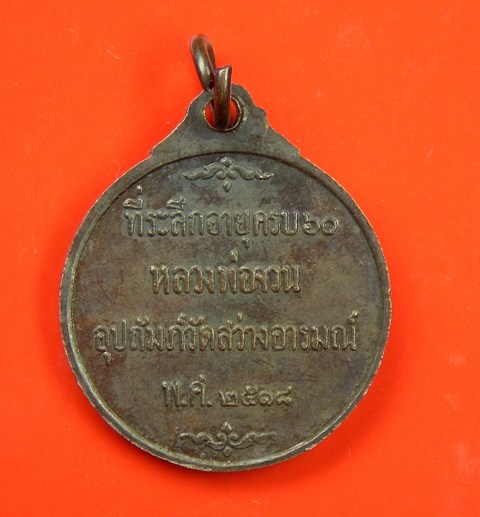 ที่ระลึกอายุครบ๖๐
หลวงพ่อวน
อุปถัมภ์วัดสว่างอารมณ์
พ.ศ. ๒๕๑๘